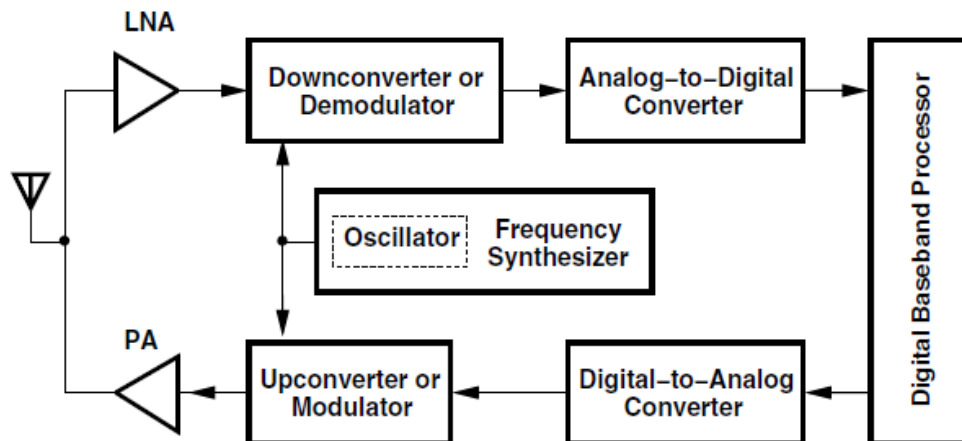 LNA
Downconverter or
Demodulator
Analog-to-Digital
Converter
Digital Baseband Processor
Oscillator
Frequency
Synthesizer
PA
Upconverter or
Modulator
Digital-to-Analog
Converter